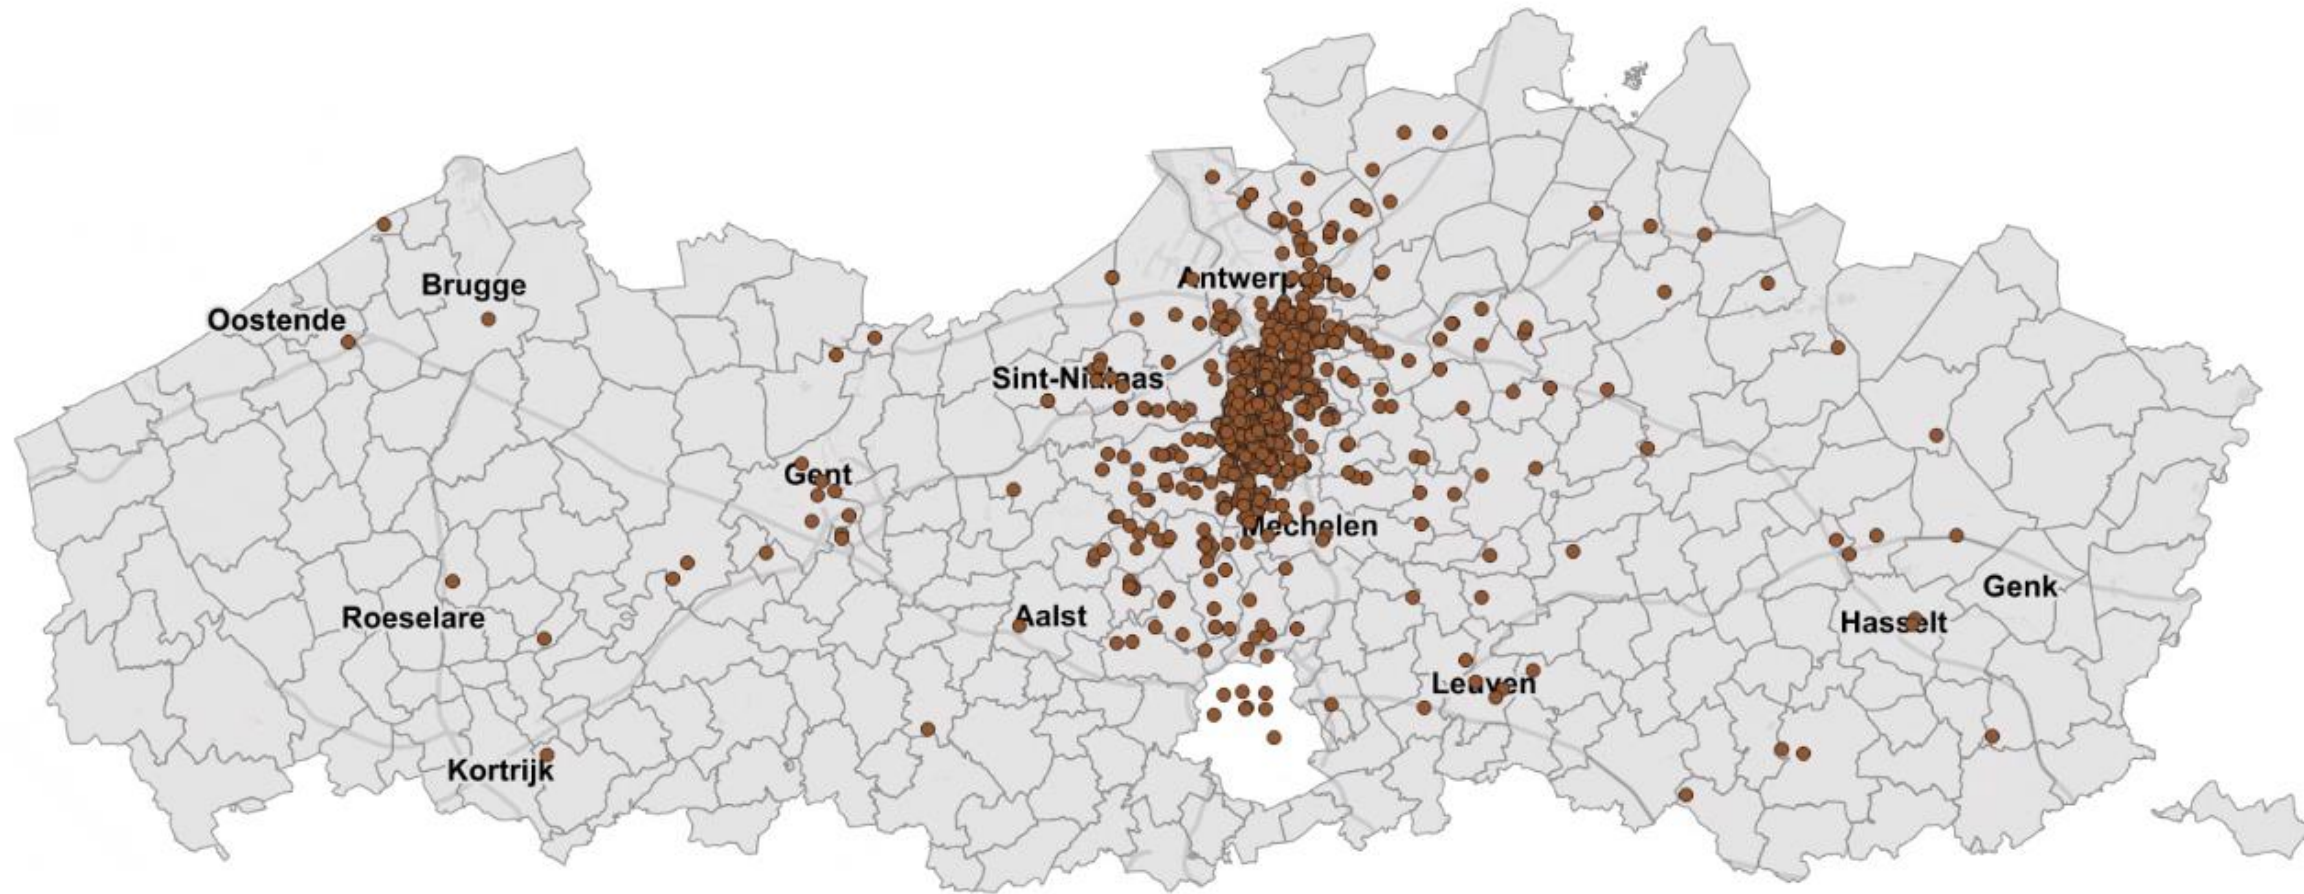 Antwerpen
Brugge
Oostende
Sint-Niklaas
Gent
Mechelen
Genk
Aalst
Roeselare
Hasselt
Leuven
Kortrijk